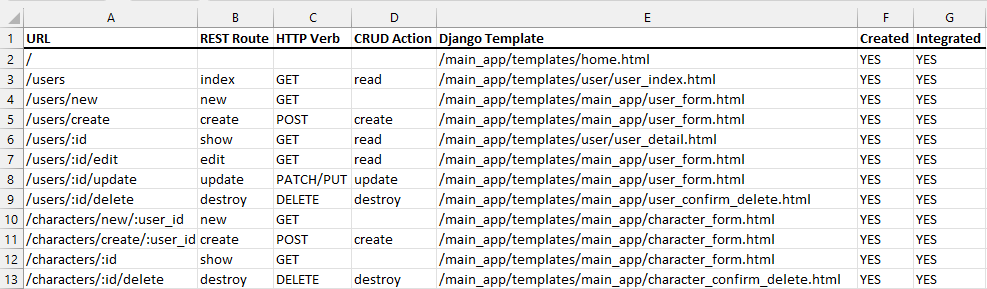 A B C D E F G
1 URL REST Route HTTP Verb CRUD Action Django Template Created Integrated
2 / /main_app/templates/home.html YES YES
3 /users index GET read /main_app/templates/user/user_index.html YES YES
4 /users/new new GET /main_app/templates/main_app/user_form.html YES YES
5 /users/create create POST create /main_app/templates/main_app/user_form.html YES YES
6 /users/:id show GET read /main_app/templates/user/user_detail.html YES YES
7 /users/:id/edit edit GET read /main_app/templates/main_app/user_form.html YES YES
8 /users/:id/update update PATCH/PUT update /main_app/templates/main_app/user_form.html YES YES
9 /users/:id/delete destroy DELETE destroy /main_app/templates/main_app/user_confirm_delete.html YES YES
10 /characters/new/:user_id new GET /main_app/templates/main_app/character_form.html YES YES
11 /characters/create/:user_id create POST create /main_app/templates/main_app/character_form.html YES YES
12 /characters/:id show GET /main_app/templates/main_app/character_form.html YES YES
13 /characters/:id/delete destroy DELETE destroy /main_app/templates/main_app/character_confirm_delete.html YES YES